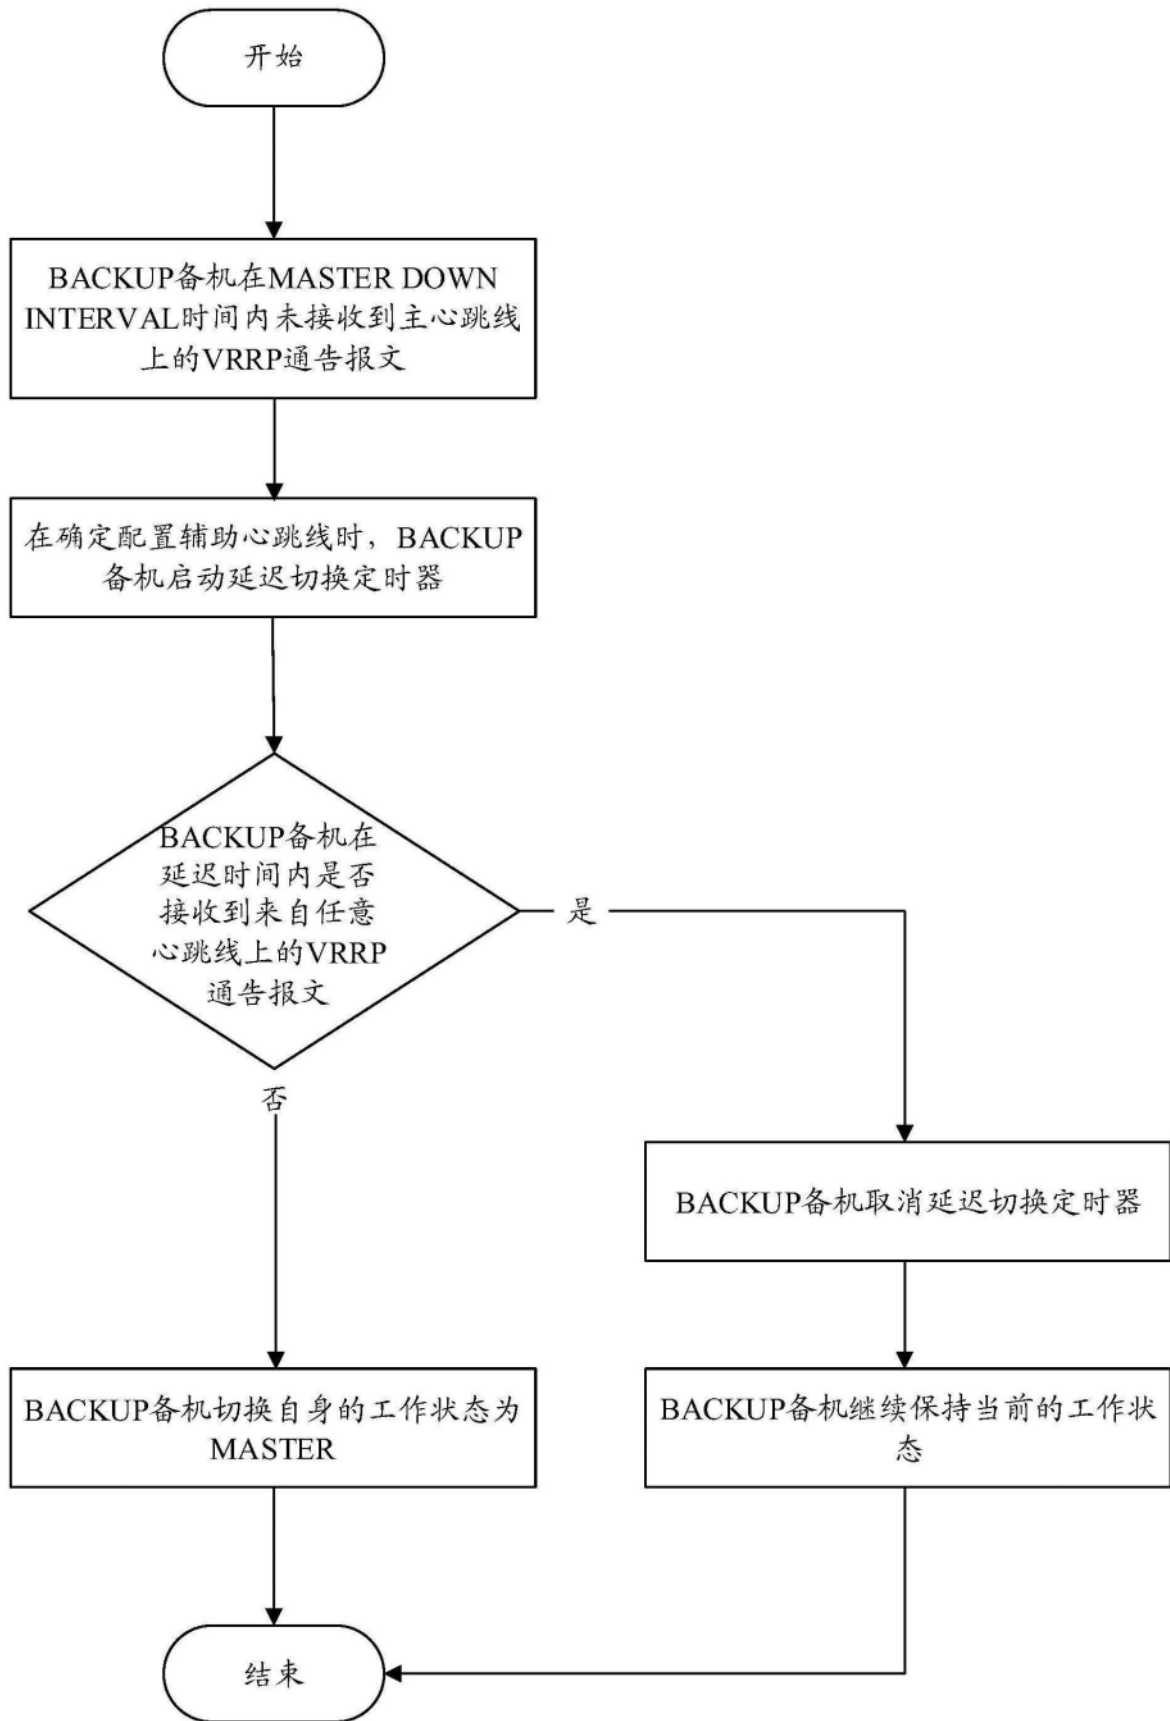 开始
BACKUP备机在MASTER DOWN
INTERVAL时间内未接收到主心跳线
上的VRRP通告报文
在确定配置辅助心跳线时，BACKUP
备机启动延迟切换定时器
BACKUP备机在
延迟时间内是否
接收到来自任意
心跳线上的VRRP
通告报文
是
否
BACKUP备机取消延迟切换定时器
BACKUP备机切换自身的工作状态为
MASTER
BACKUP备机继续保持当前的工作状
态
结束